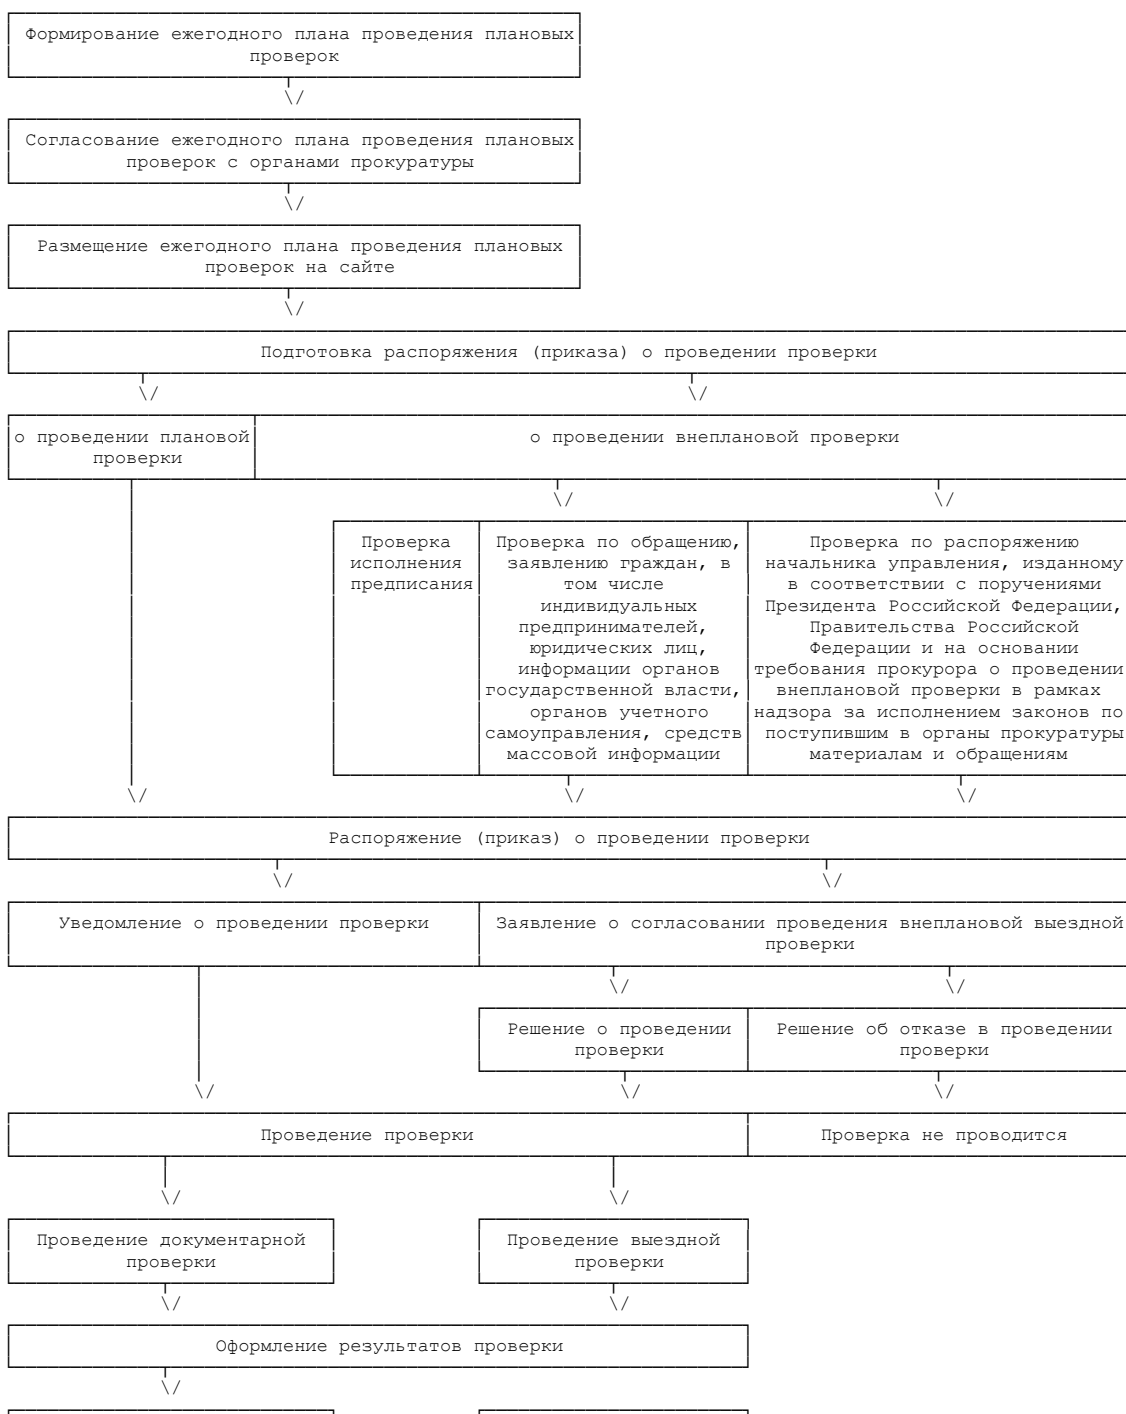 Формирование ежегодного плана проведения плановых
проверок
Согласование ежегодного плана проведения плановых
проверок с органами прокуратуры
Размещение ежегодного плана проведения плановых
проверок на сайте
Подготовка распоряжения (приказа) о проведении проверки
о проведении плановой
проверки
о проведении внеплановой проверки
Проверка
исполнения
предписания
Проверка по обращению,
заявлению граждан, в
том числе
индивидуальных
предпринимателей,
юридических лиц,
информации органов
государственной власти,
органов учетного
самоуправления, средств
массовой информации
Проверка по распоряжению
начальника управления, изданному
в соответствии с поручениями
Президента Российской Федерации,
Правительства Российской
Федерации и на основании
требования прокурора о проведении
внеплановой проверки в рамках
надзора за исполнением законов по
поступившим в органы прокуратуры
материалам и обращениям
Распоряжение (приказ) о проведении проверки
Уведомление о проведении проверки
Заявление о согласовании проведения внеплановой выездной
проверки
Решение о проведении
проверки
Решение об отказе в проведении
проверки
Проведение проверки
Проверка не проводится
Проведение документарной
проверки
Проведение выездной
проверки
Оформление результатов проверки